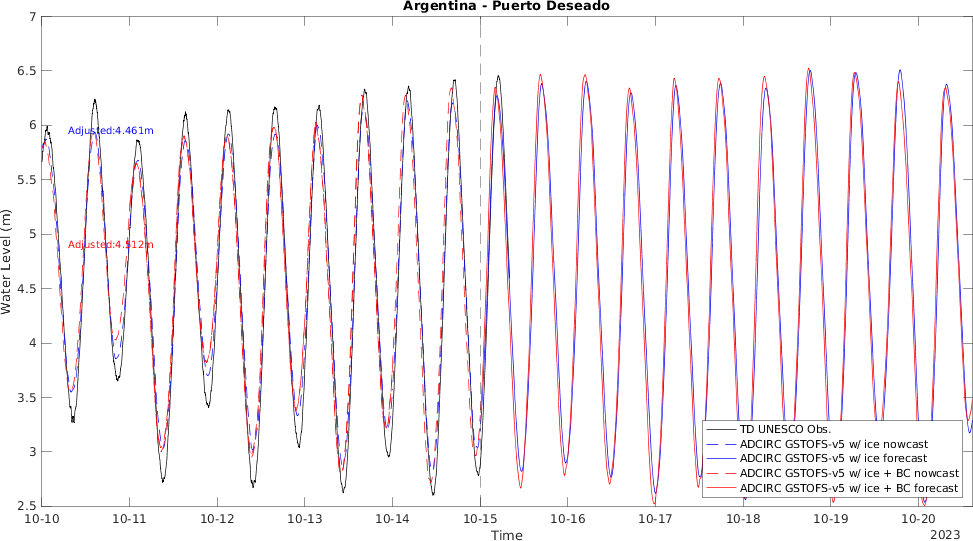 Argentina - Puerto Deseado
7
6.5
6
5.5
5
4.5
4
3.5
3
2.5
Water Level (m)
Adjusted:4.461m
Adjusted:4.512m
TD UNESCO Obs.
ADCIRC GSTOFS-v5 w/ ice nowcast
ADCIRC GSTOFS-v5 w/ ice forecast
ADCIRC GSTOFS-v5 w/ ice + BC nowcast
ADCIRC GSTOFS-v5 w/ ice + BC forecast
10-10 10-11 10-12 10-13 10-14 10-15 10-16 10-17 10-18 10-19 10-20
Time
2023